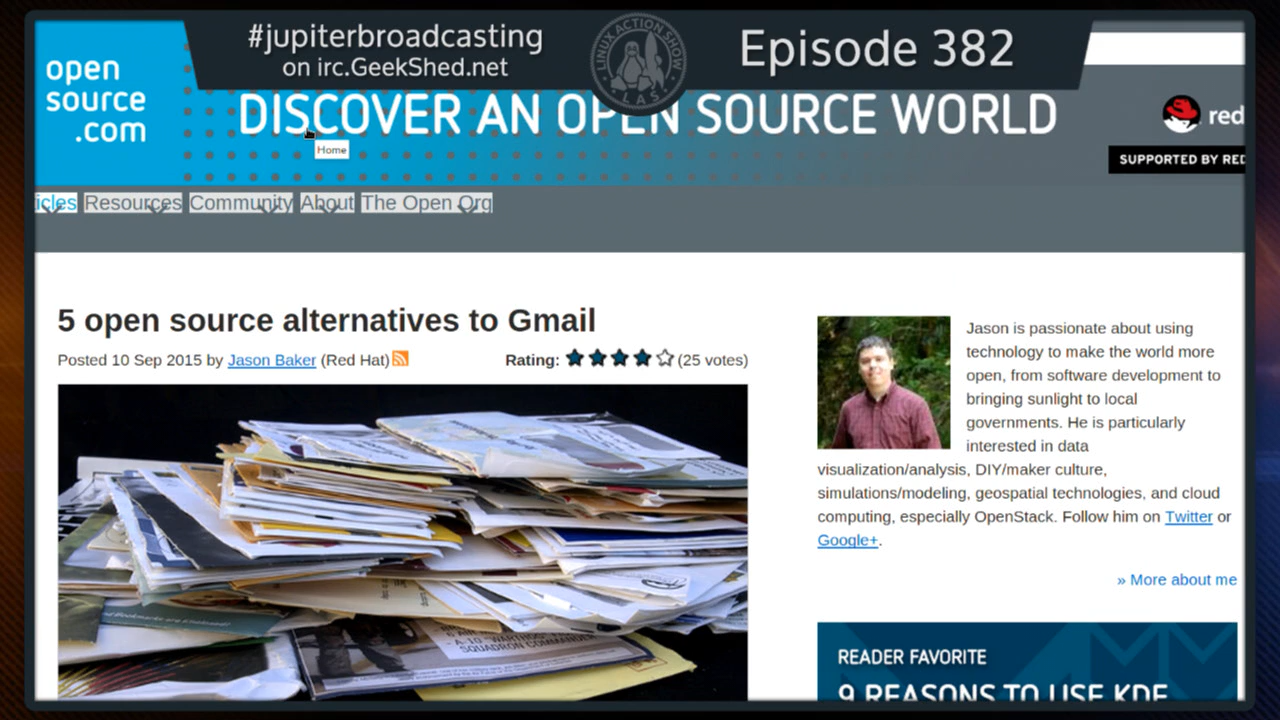 #jupiterbroadcasting
on irc.GeekShed.net
LINUX ACTION SHOW
L.A.S.
Episode 382
open
source
.com
DISCOVER AN OPEN SOURCE WORLD
Home
red
SUPPORTED BY RED
icles Resources Community About The Open Org
5 open source alternatives to Gmail
Posted 10 Sep 2015 by Jason Baker (Red Hat)
Rating: (25 votes)
Jason is passionate about using
technology to make the world more
open, from software development to
bringing sunlight to local
governments. He is particularly
interested in data
visualization/analysis, DIY/maker culture,
simulations/modeling, geospatial technologies, and cloud
computing, especially OpenStack. Follow him on Twitter or
Google+.
» More about me
SQUADRON COMMANDER
READER FAVORITE
9 REASONS TO USE KDE